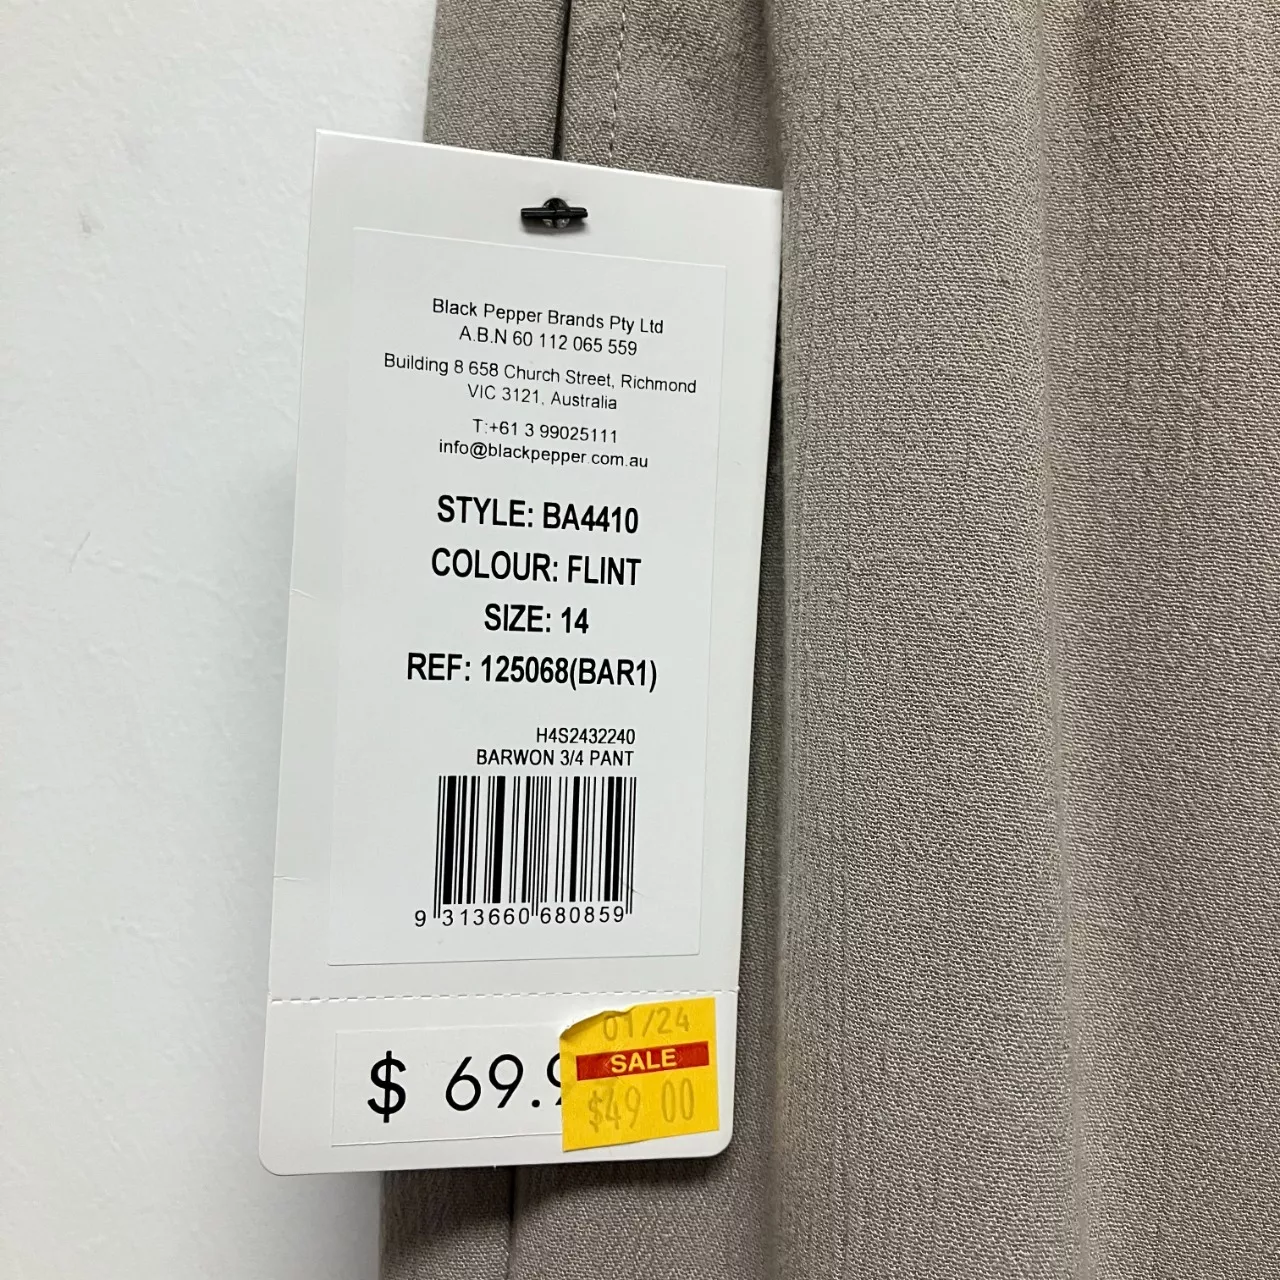 Black Pepper Brands Pty Ltd
A.B.N 60 112 065 559
Building 8 658 Church Street, Richmond
VIC 3121, Australia
T:+61 3 99025111
info@blackpepper.com.au
STYLE: BA4410
COLOUR: FLINT
SIZE: 14
REF: 125068(BAR1)
H4S2432240
BARWON 3/4 PANT
9 313660 680859
$ 69.9
01/24
SALE
$49 00